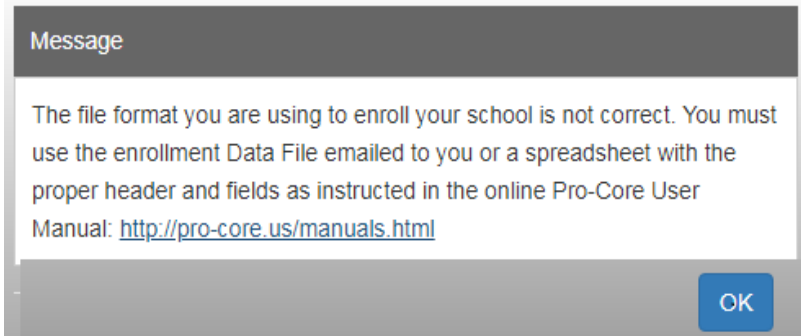 Message
The file format you are using to enroll your school is not correct. You must
use the enrollment Data File emailed to you or a spreadsheet with the
proper header and fields as instructed in the online Pro-Core User
Manual: http://pro-core.us/manuals.html
OK